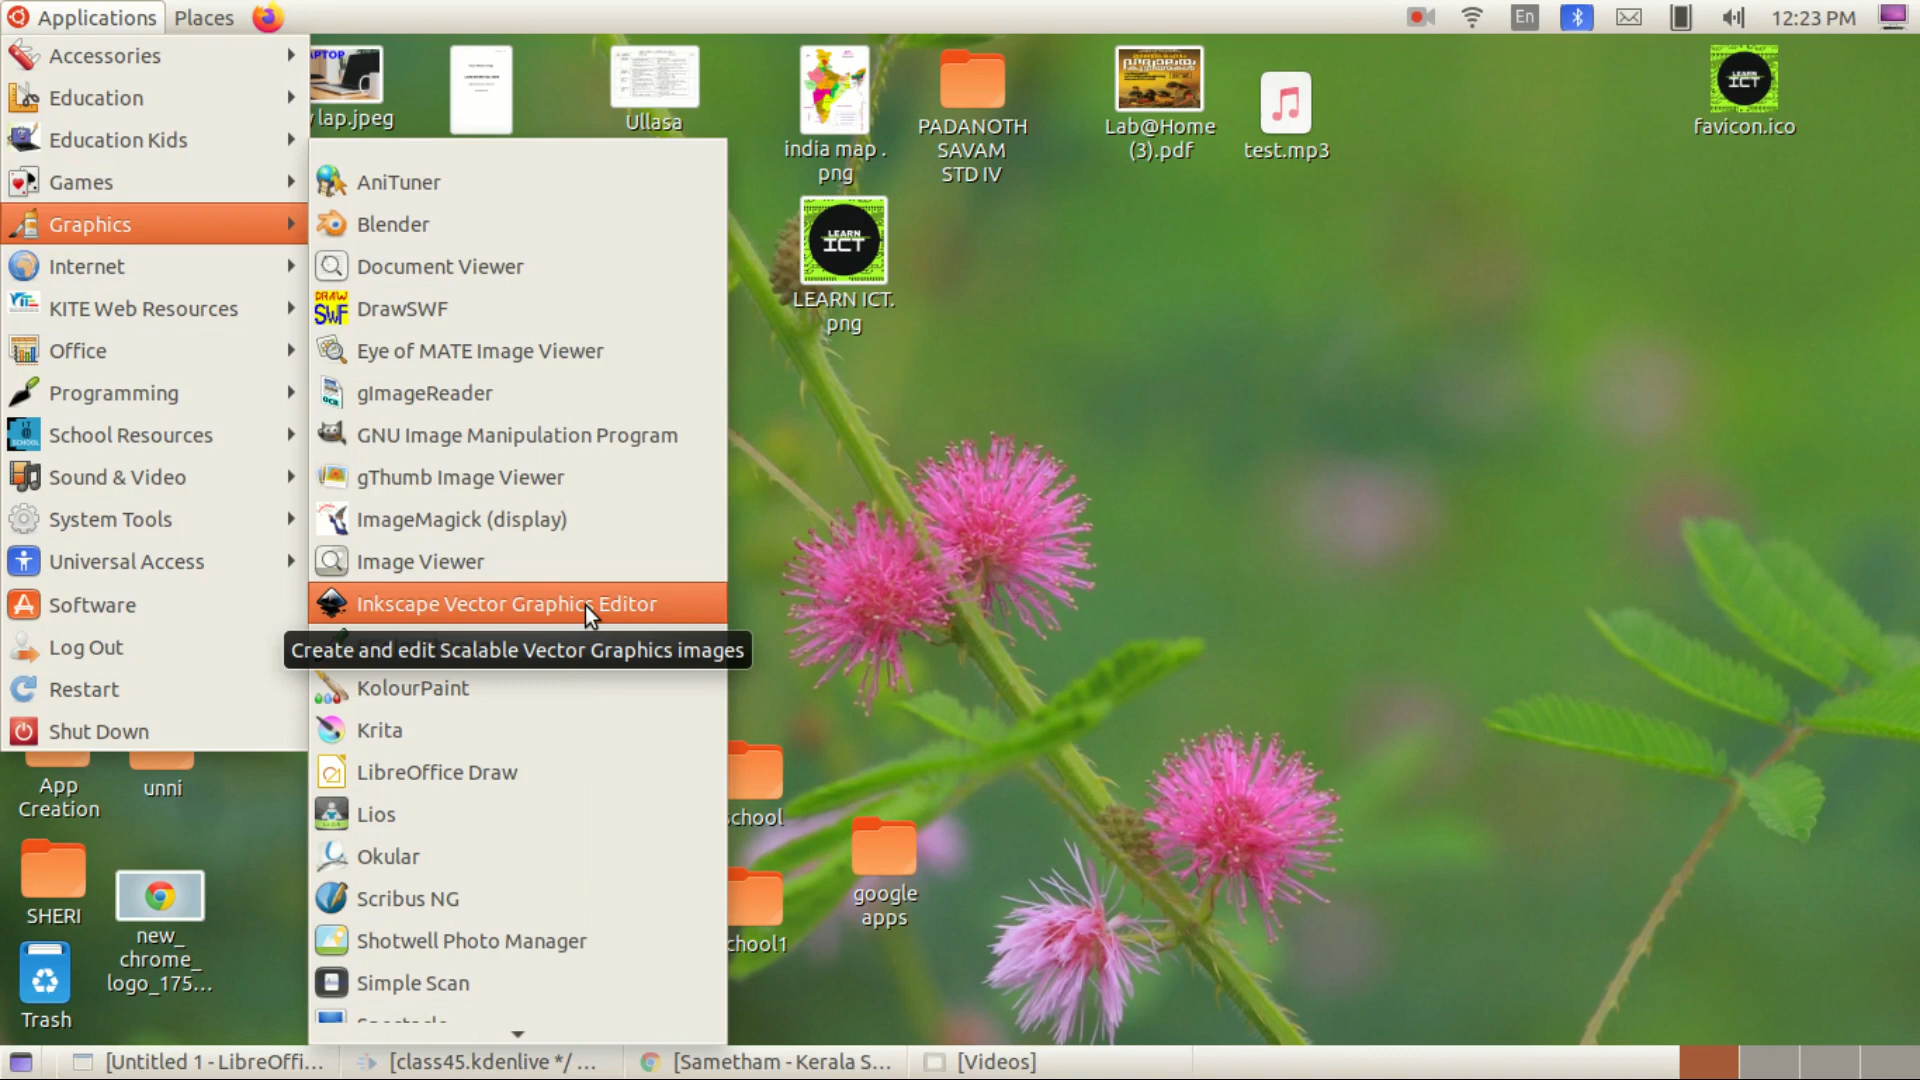 Applications
Places
En
12:23 PM
Accessories
Education
Education Kids
Games
Graphics
Internet
KITE Web Resources
Office
Programming
School Resources
Sound & Video
System Tools
Universal Access
Software
Log Out
Restart
Shut Down
AniTuner
Blender
Document Viewer
DrawSWF
Eye of MATE Image Viewer
gImageReader
GNU Image Manipulation Program
gThumb Image Viewer
ImageMagick (display)
Image Viewer
Inkscape Vector Graphics Editor
Create and edit Scalable Vector Graphics images
KolourPaint
Krita
LibreOffice Draw
Lios
Okular
Scribus NG
Shotwell Photo Manager
Simple Scan
lap.jpeg
Ullasa
india map .
png
PADANOTH
SAVAM
STD IV
Lab@Home
(3).pdf
test.mp3
favicon.ico
LEARN
ICT
LEARN
ICT
LEARN ICT.
png
App
Creation
unni
SHERI
new_
chrome_
logo_175...
Trash
school
chool1
google
apps
[Untitled 1 - LibreOffi...
[class45.kdenlive */ ...
[Sametham - Kerala S...
[Videos]